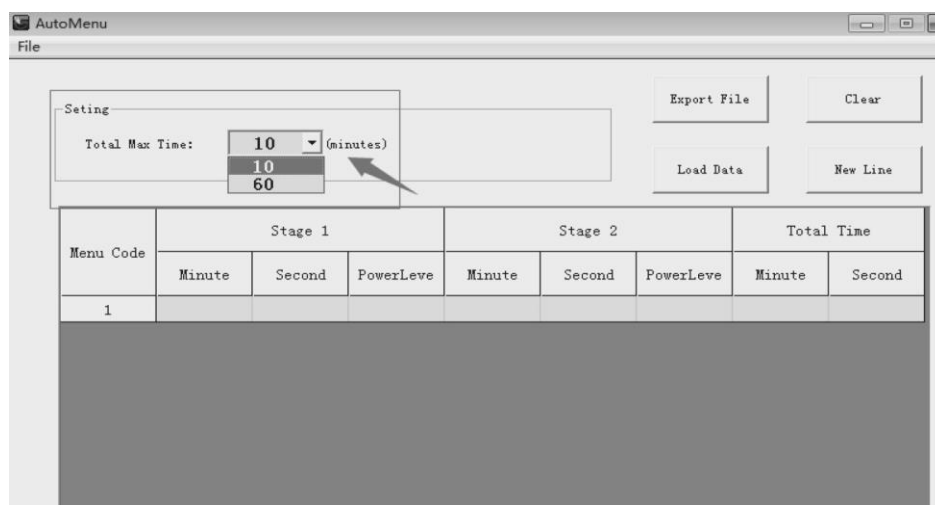 AutoMenu
File
Seting
Export File
Clear
Total Max Time:
10
(minutes)
10
60
Load Data
New Line
Menu Code
Stage 1
Stage 2
Total Time
Minute
Second
PowerLeve
Minute
Second
PowerLeve
Minute
Second
1